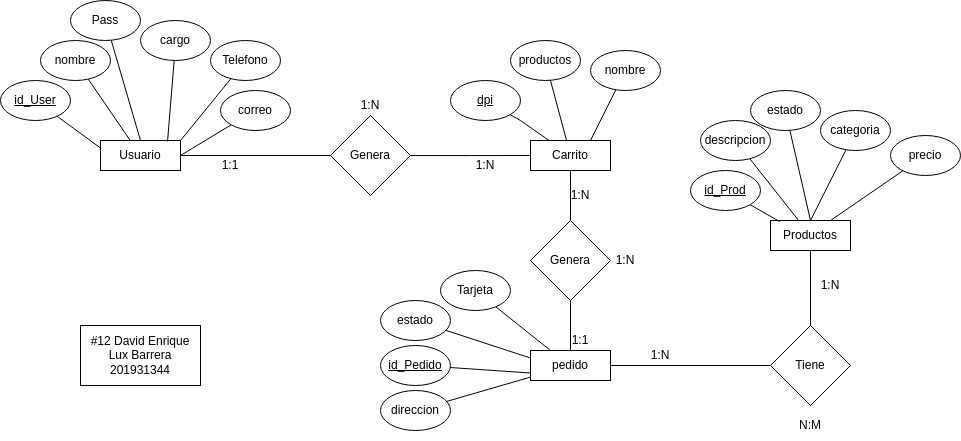 Pass
cargo
nombre
Telefono
id_User
correo
Usuario
1:1
1:N
Genera
1:N
productos
nombre
dpi
Carrito
1:N
Genera
1:N
1:1
estado
descripcion
categoria
precio
id_Prod
Productos
1:N
Tarjeta
estado
id_Pedido
direccion
pedido
1:N
Tiene
N:M
#12 David Enrique
Lux Barrera
201931344